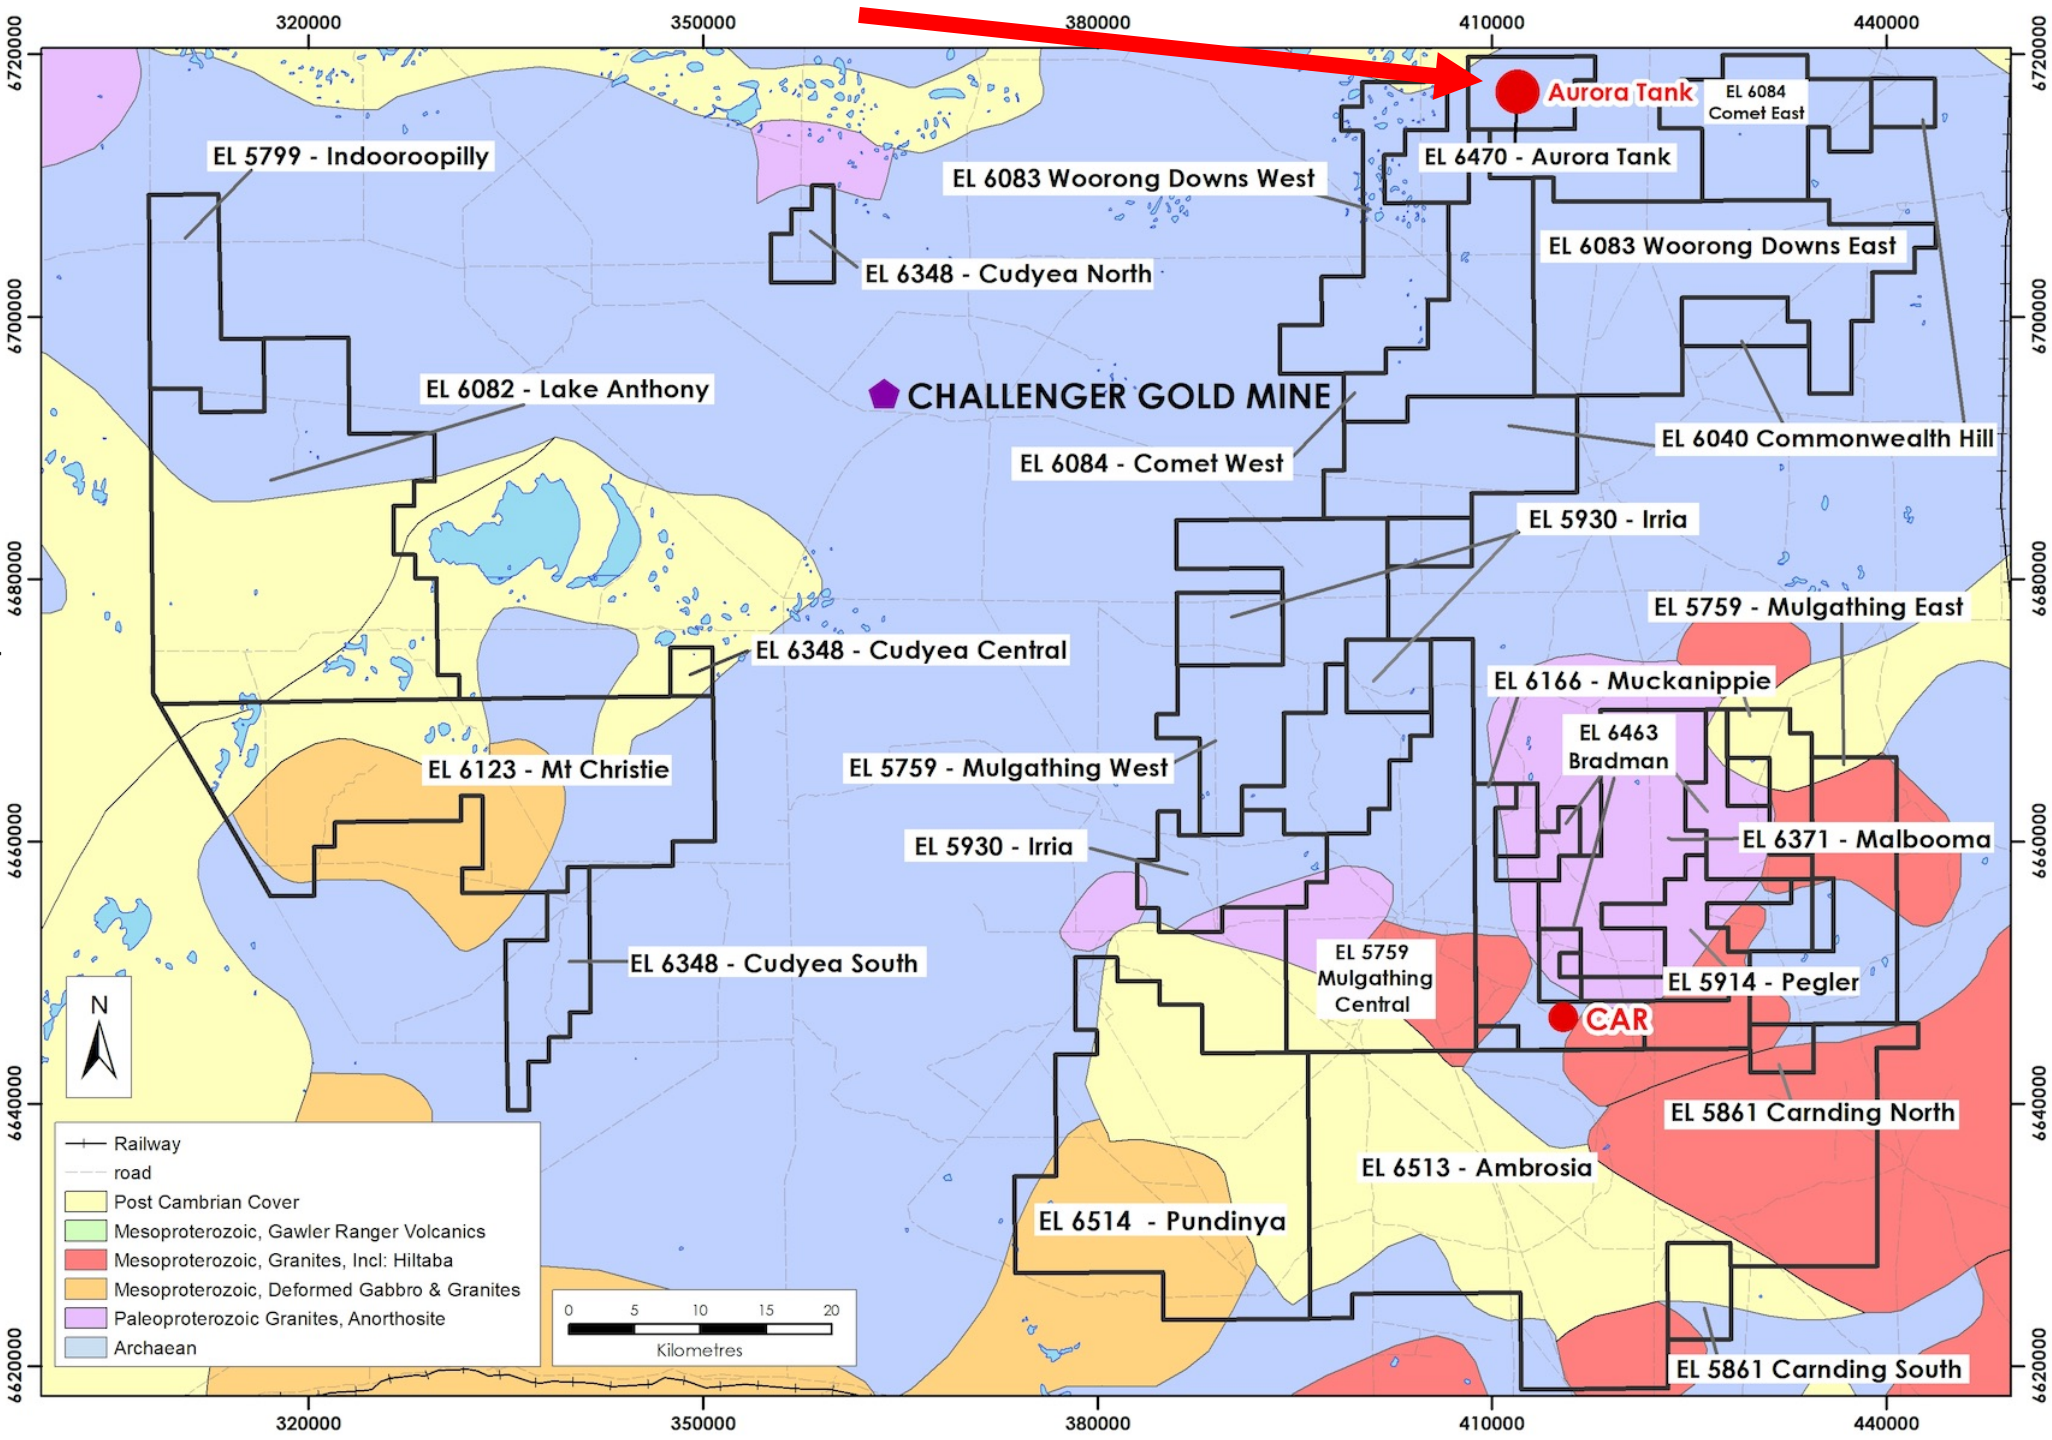 320000
350000
380000
410000
440000
6720000
6720000
Aurora Tank
EL 6084
Comet East
EL 5799 - Indooroopilly
EL 6470 - Aurora Tank
EL 6083 Woorong Downs West
EL 6083 Woorong Downs East
EL 6348 - Cudyea North
6700000
6700000
EL 6082 - Lake Anthony
CHALLENGER GOLD MINE
EL 6040 Commonwealth Hill
EL 6084 - Comet West
EL 5930 - Irria
6680000
6680000
EL 5759 - Mulgathing East
EL 6348 - Cudyea Central
EL 6166 - Muckanippie
EL 6463
Bradman
EL 6123 - Mt Christie
EL 5759 - Mulgathing West
6660000
6660000
EL 5930 - Irria
EL 6371 - Malbooma
EL 6348 - Cudyea South
EL 5759
Mulgathing
Central
EL 5914 - Pegler
N
CAR
6640000
6640000
EL 5861 Carnding North
Railway
road
Post Cambrian Cover
Mesoproterozoic, Gawler Ranger Volcanics
Mesoproterozoic, Granites, Incl: Hiltaba
Mesoproterozoic, Deformed Gabbro & Granites
Paleoproterozoic Granites, Anorthosite
Archaean
EL 6513 - Ambrosia
EL 6514 - Pundinya
0 5 10 15 20
Kilometres
6620000
6620000
EL 5861 Carnding South
320000
350000
380000
410000
440000